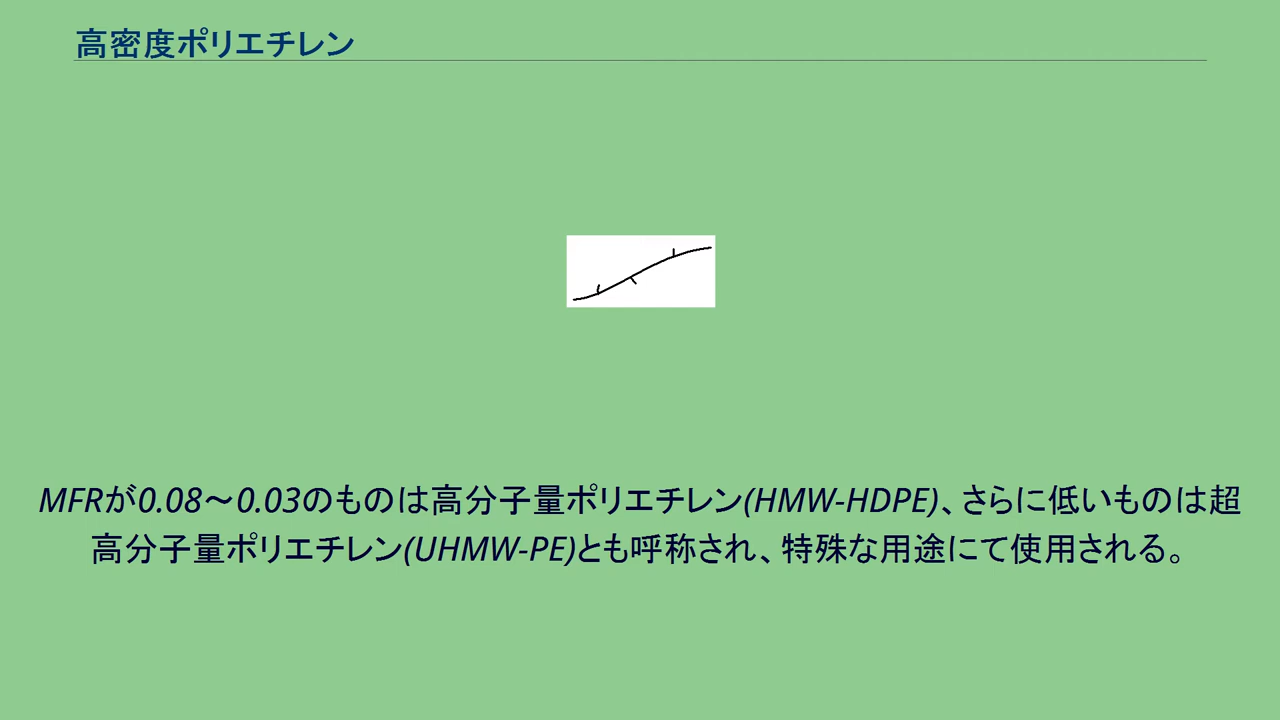 高密度ポリエチレン
MFRが0.08～0.03のものは高分子量ポリエチレン(HMW-HDPE)、さらに低いものは超
高分子量ポリエチレン(UHMW-PE)とも呼称され、特殊な用途にて使用される。